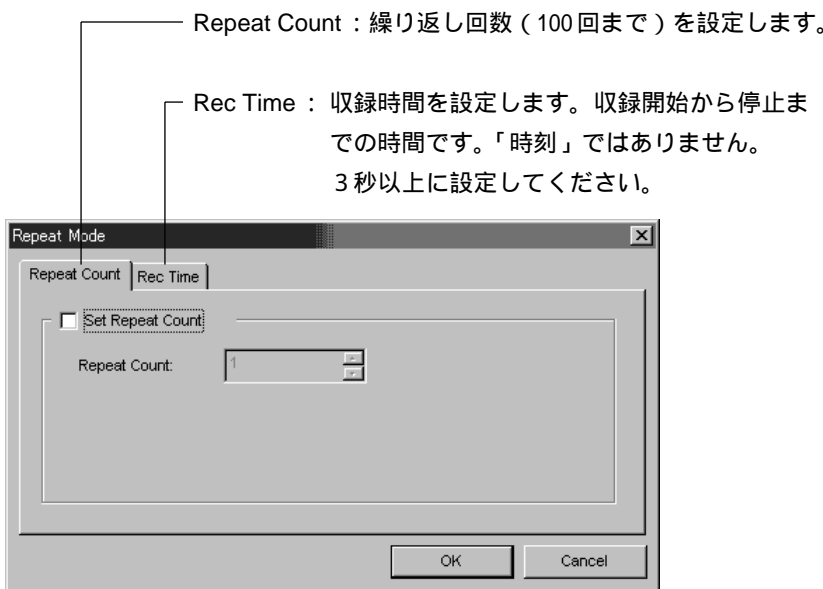 Repeat Count ：繰り返し回数（100回まで）を設定します。
Rec Time ： 収録時間を設定します。収録開始から停止ま
での時間です。「時刻」ではありません。
３秒以上に設定してください。
Repeat Mode
Repeat Count Rec Time
Set Repeat Count
Repeat Count: 1
OK Cancel